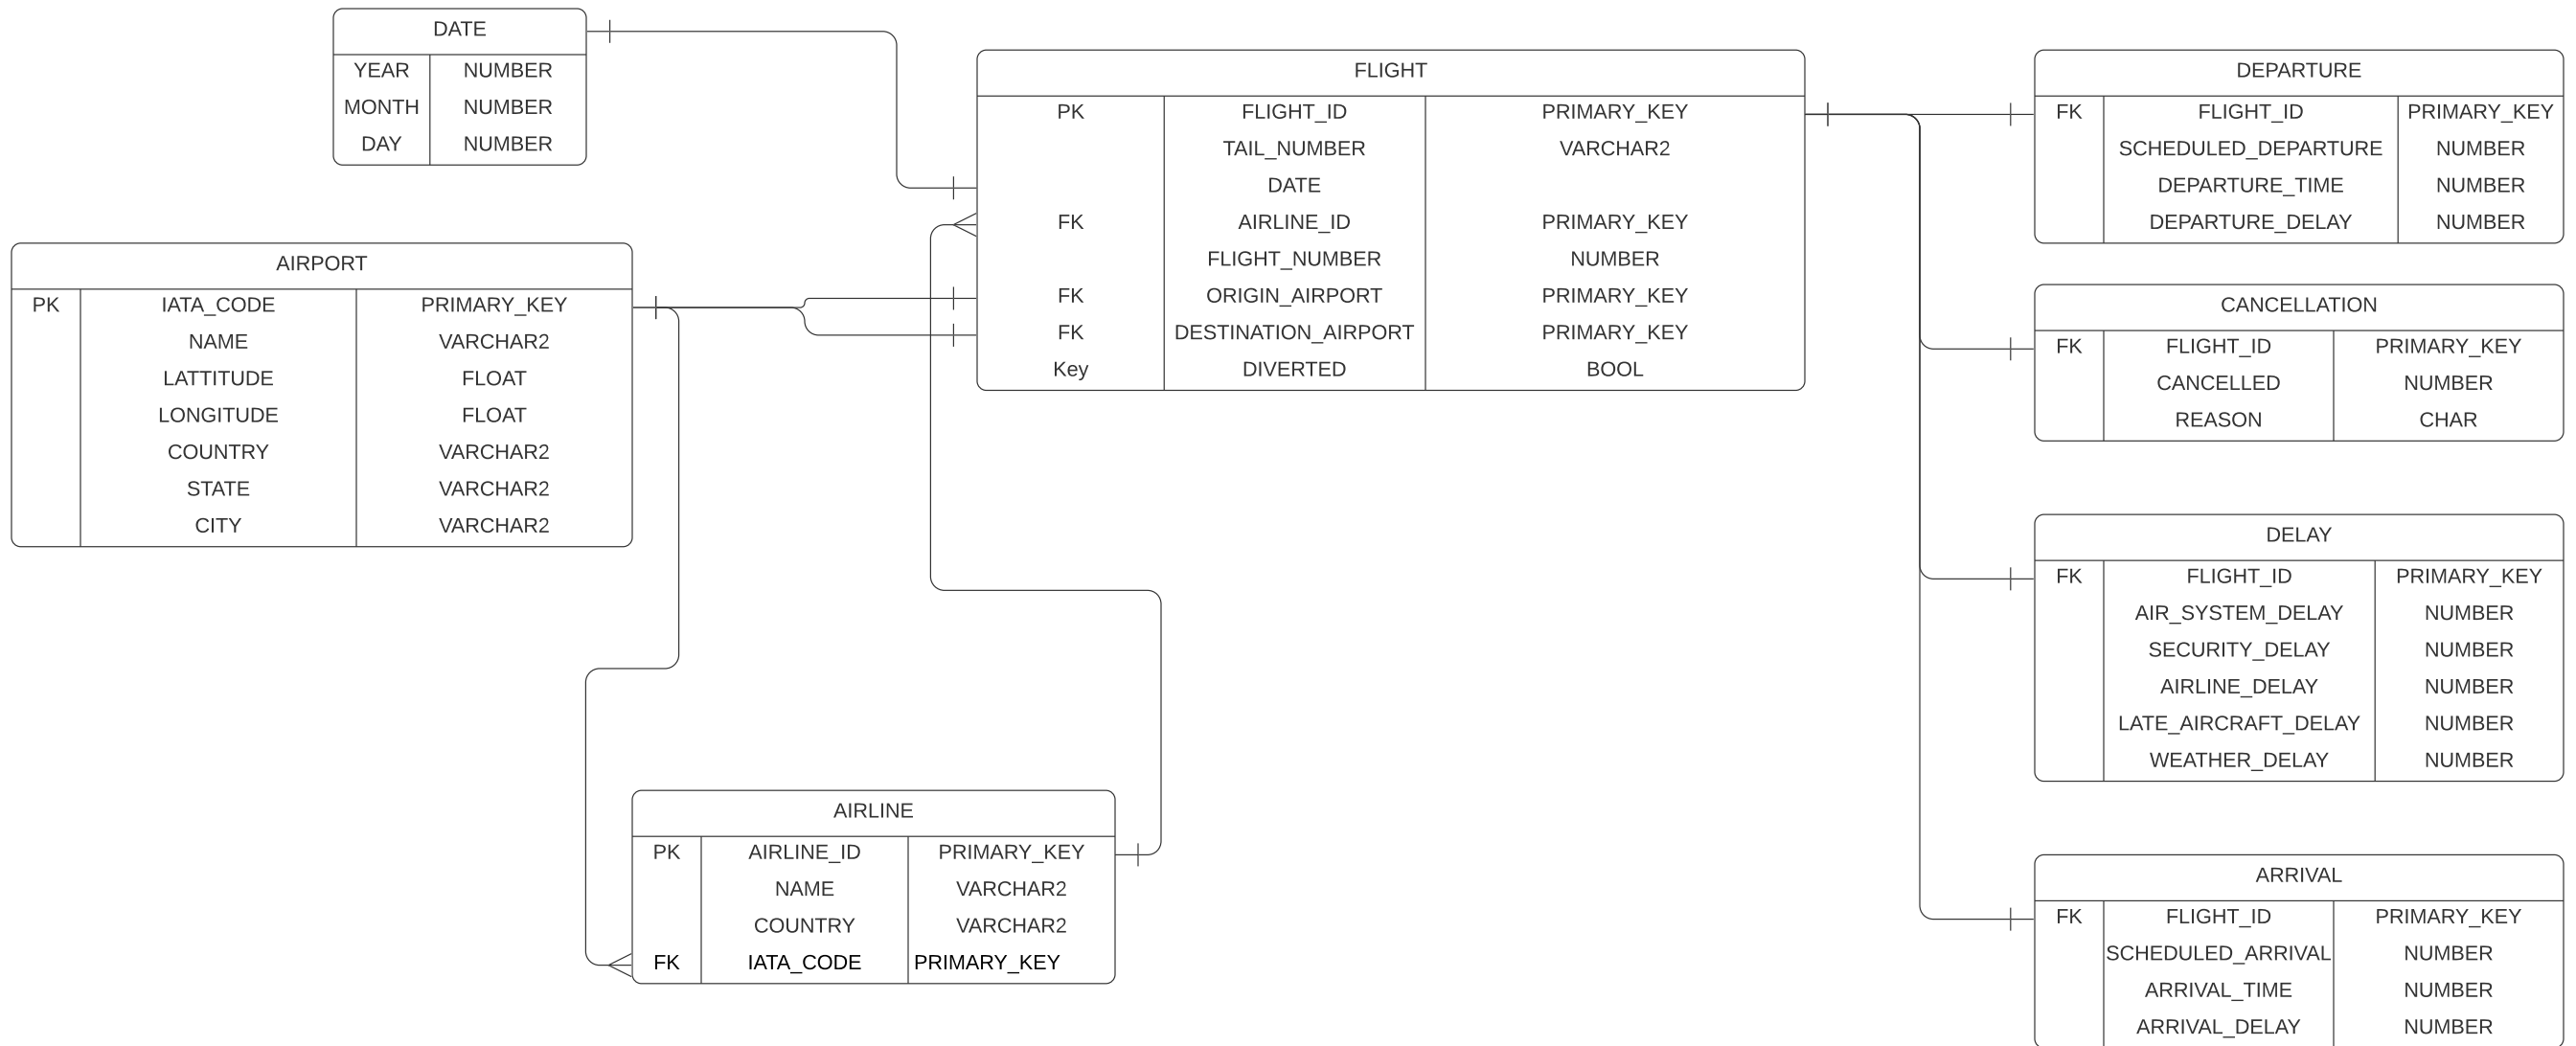 DATE
YEAR NUMBER
MONTH NUMBER
DAY NUMBER
AIRPORT
PK IATA_CODE PRIMARY_KEY
NAME VARCHAR2
LATTITUDE FLOAT
LONGITUDE FLOAT
COUNTRY VARCHAR2
STATE VARCHAR2
CITY VARCHAR2
FLIGHT
PK FLIGHT_ID PRIMARY_KEY
TAIL_NUMBER VARCHAR2
DATE
FK AIRLINE_ID PRIMARY_KEY
FLIGHT_NUMBER NUMBER
FK ORIGIN_AIRPORT PRIMARY_KEY
FK DESTINATION_AIRPORT PRIMARY_KEY
Key DIVERTED BOOL
AIRLINE
PK AIRLINE_ID PRIMARY_KEY
NAME VARCHAR2
COUNTRY VARCHAR2
FK IATA_CODE PRIMARY_KEY
DEPARTURE
FK FLIGHT_ID PRIMARY_KEY
SCHEDULED_DEPARTURE NUMBER
DEPARTURE_TIME NUMBER
DEPARTURE_DELAY NUMBER
CANCELLATION
FK FLIGHT_ID PRIMARY_KEY
CANCELLED NUMBER
REASON CHAR
DELAY
FK FLIGHT_ID PRIMARY_KEY
AIR_SYSTEM_DELAY NUMBER
SECURITY_DELAY NUMBER
AIRLINE_DELAY NUMBER
LATE_AIRCRAFT_DELAY NUMBER
WEATHER_DELAY NUMBER
ARRIVAL
FK FLIGHT_ID PRIMARY_KEY
SCHEDULED_ARRIVAL NUMBER
ARRIVAL_TIME NUMBER
ARRIVAL_DELAY NUMBER